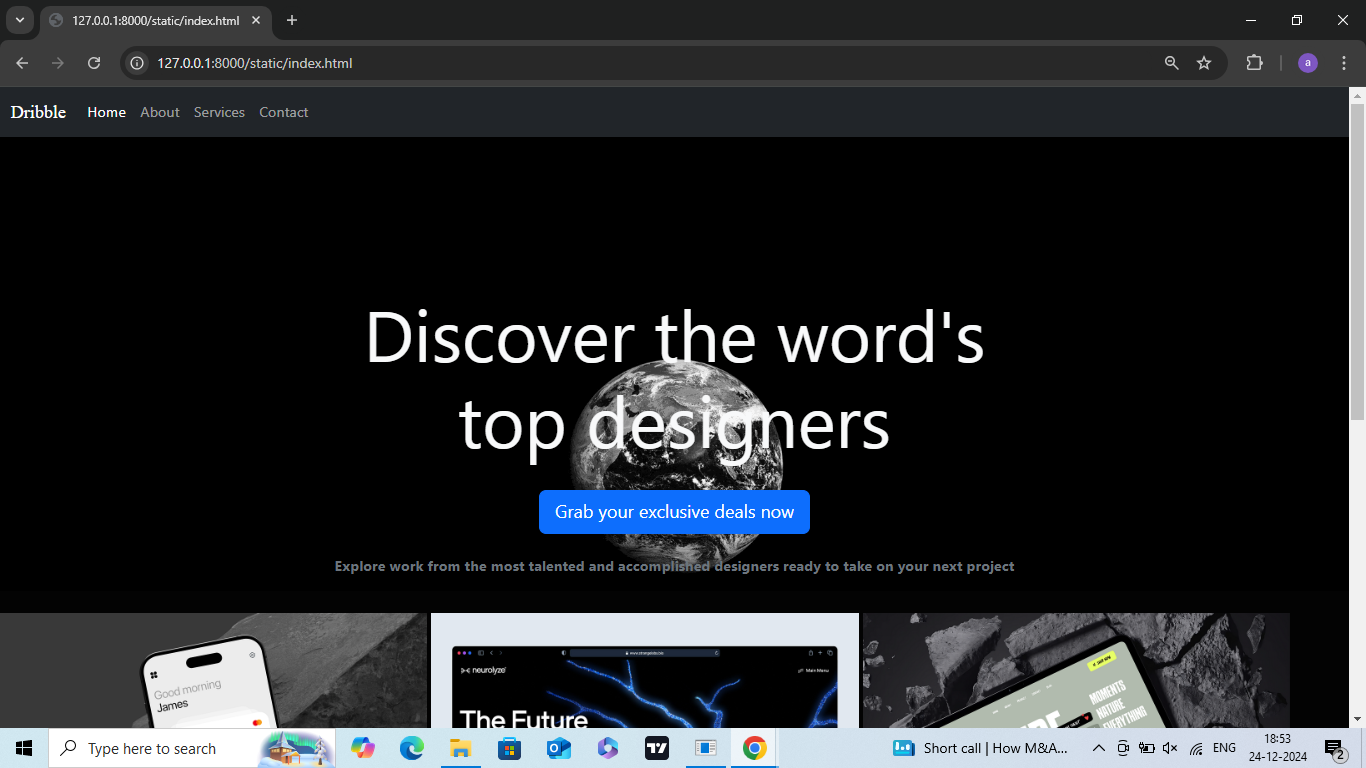 127.0.0.1:8000/static/index.html
127.0.0.1:8000/static/index.html
a
Dribble Home About Services Contact
Discover the word's
top designers
Grab your exclusive deals now
Explore work from the most talented and accomplished designers ready to take on your next project
Good morning
James
neurolyze
Main Menu
The Future
MOMENTS
NATURE
EVERYTHING
Type here to search
Short call | How M&A...
ENG
18:53
24-12-2024
2